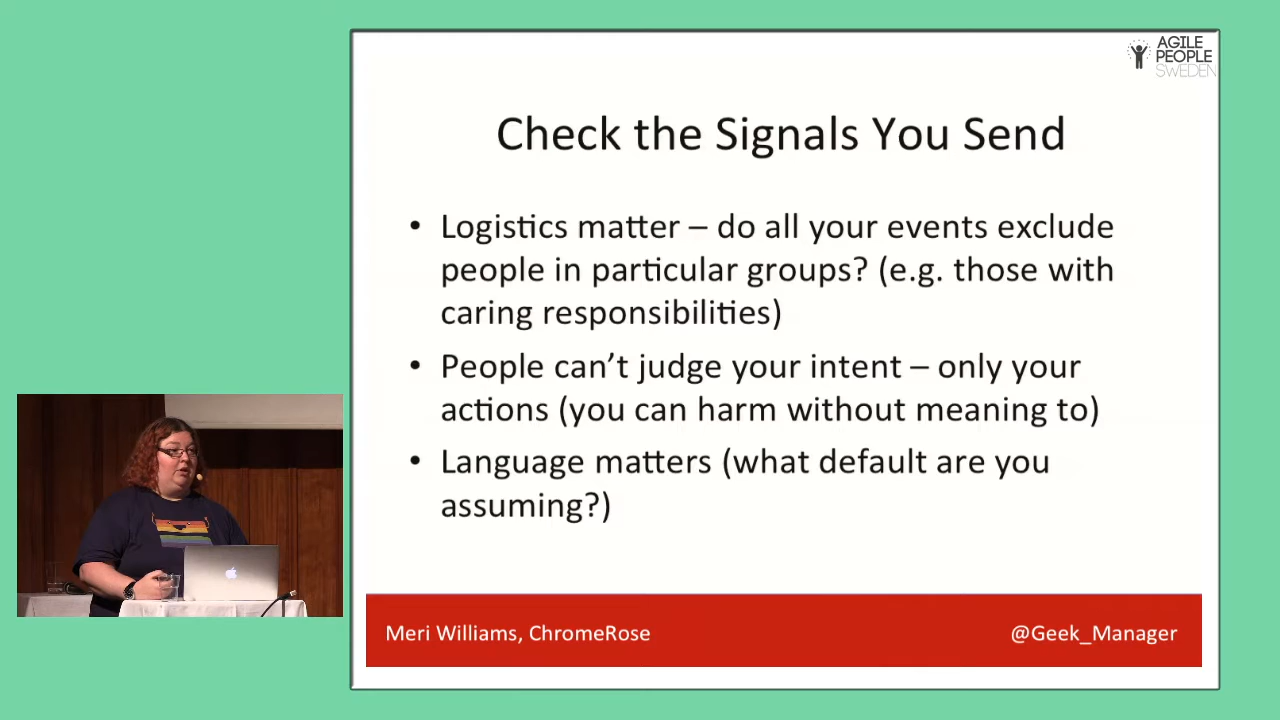 AGILE
PEOPLE
SWEDEN
Check the Signals You Send
• Logistics matter – do all your events exclude
people in particular groups? (e.g. those with
caring responsibilities)
• People can’t judge your intent – only your
actions (you can harm without meaning to)
• Language matters (what default are you
assuming?)
Meri Williams, ChromeRose
@Geek_Manager